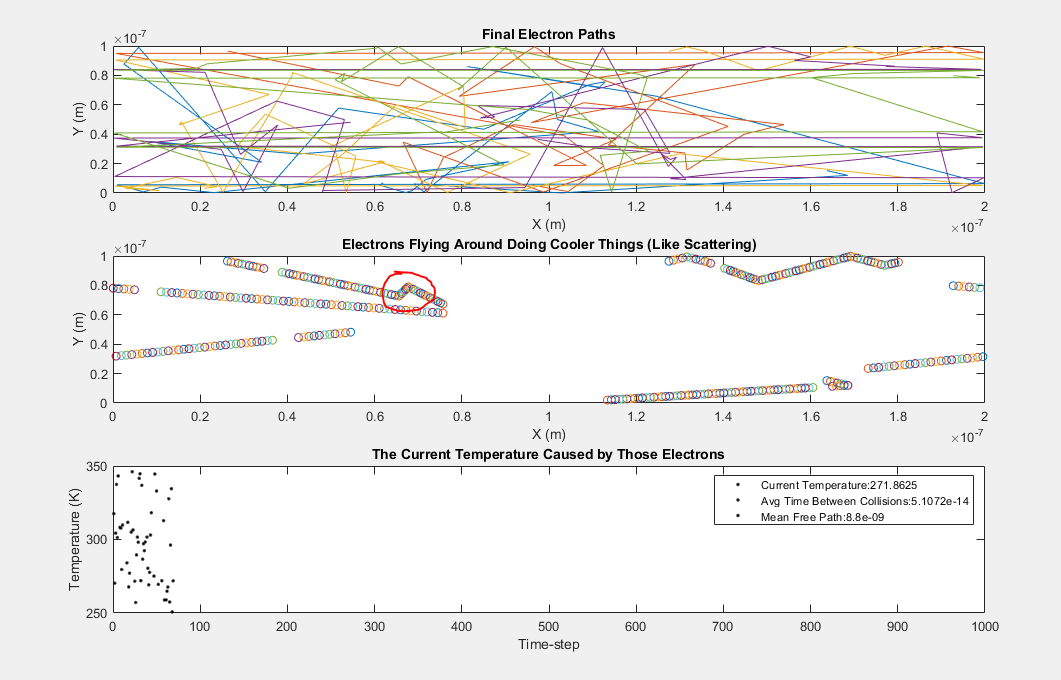 Final Electron Paths
×10^-7
1
0.8
0.6
0.4
0.2
0
Y (m)
0 0.2 0.4 0.6 0.8 1 1.2 1.4 1.6 1.8 2
X (m)
×10^-7
Electrons Flying Around Doing Cooler Things (Like Scattering)
×10^-7
1
0.8
0.6
0.4
0.2
0
Y (m)
0 0.2 0.4 0.6 0.8 1 1.2 1.4 1.6 1.8 2
X (m)
×10^-7
The Current Temperature Caused by Those Electrons
350
300
250
Temperature (K)
Current Temperature:271.8625
Avg Time Between Collisions:5.1072e-14
Mean Free Path:8.8e-09
0 100 200 300 400 500 600 700 800 900 1000
Time-step